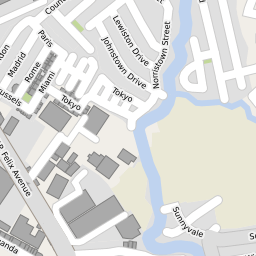 Paris
Lewiston Drive
Johnstown Drive
Norristown Street
Madrid
Rome
Miami
Tokyo
Tokyo
Felix Avenue
Sunnyvale